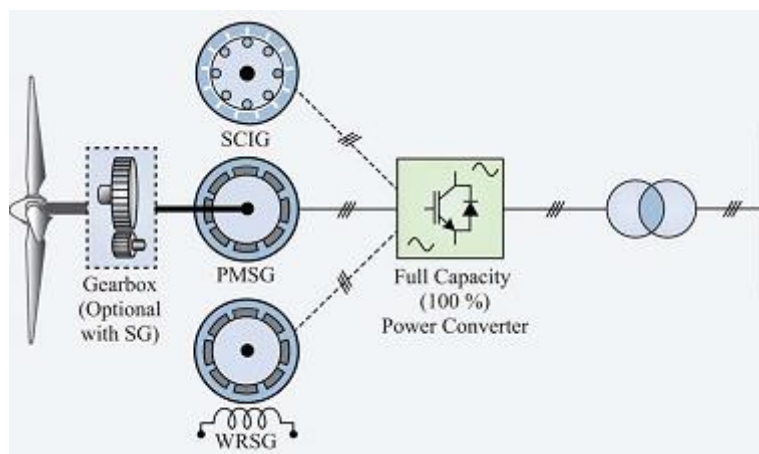 SCIG
PMSG
Gearbox
(Optional
with SG)
Full Capacity
(100 %)
Power Converter
WRSG